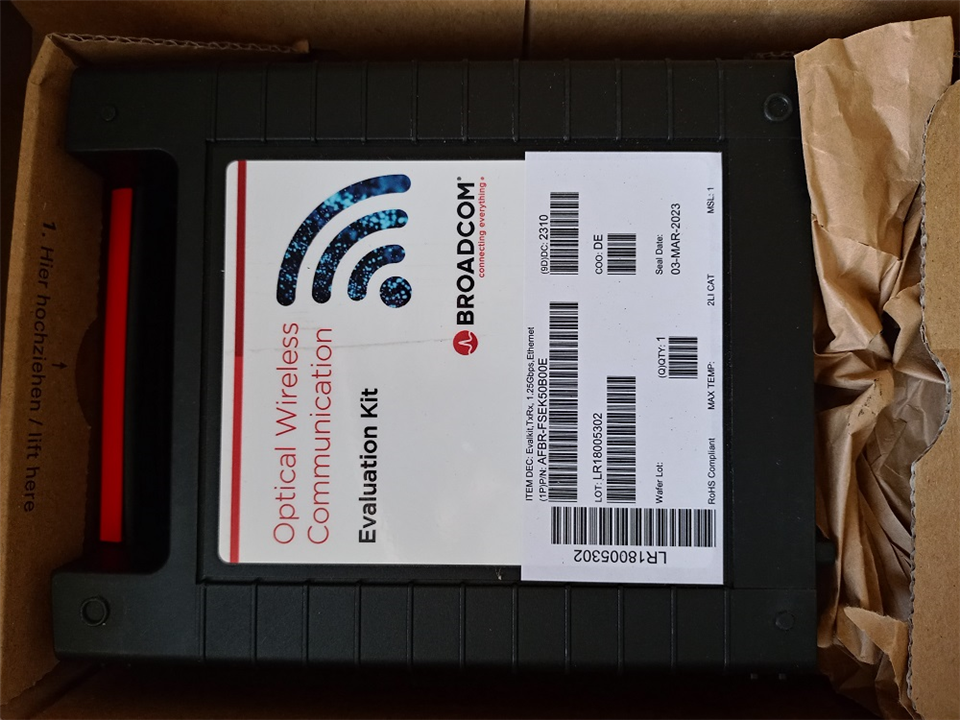 1. Hier hochziehen / lift here
Optical Wireless
Communication
Evaluation Kit
BROADCOM®
connecting everything®
ITEM DEC: Evalkit,TxRx, 1.25Gbps,Ethernet
(1P)P/N: AFBR-FSEK50B00E
(9D)DC: 2310
LOT: LR18005302
COO: DE
(Q)QTY: 1
Wafer Lot:
Seal Date:
03-MAR-2023
RoHS Compliant
MAX TEMP:
2LI CAT
MSL: 1
LR18005302